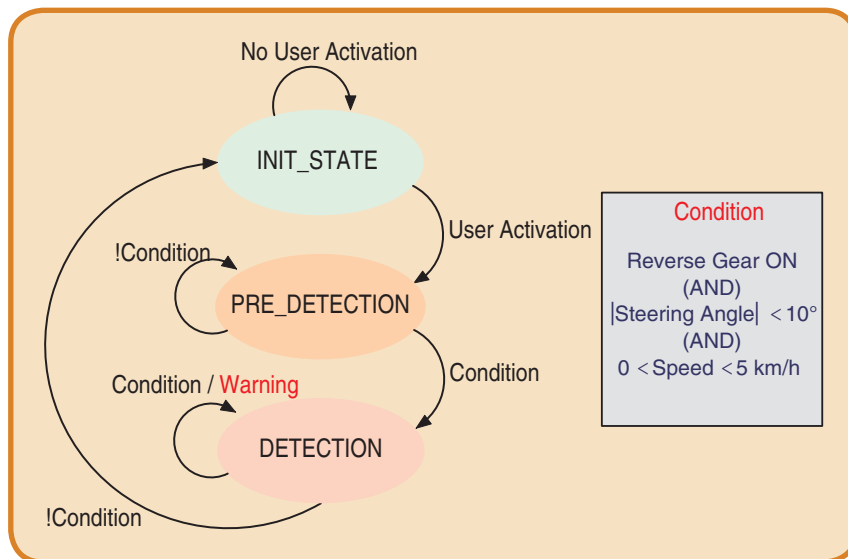 No User Activation
INIT_STATE
User Activation
!Condition
PRE_DETECTION
Condition
Condition / Warning
DETECTION
!Condition
Condition
Reverse Gear ON
(AND)
|Steering Angle| < 10°
(AND)
0 < Speed < 5 km/h